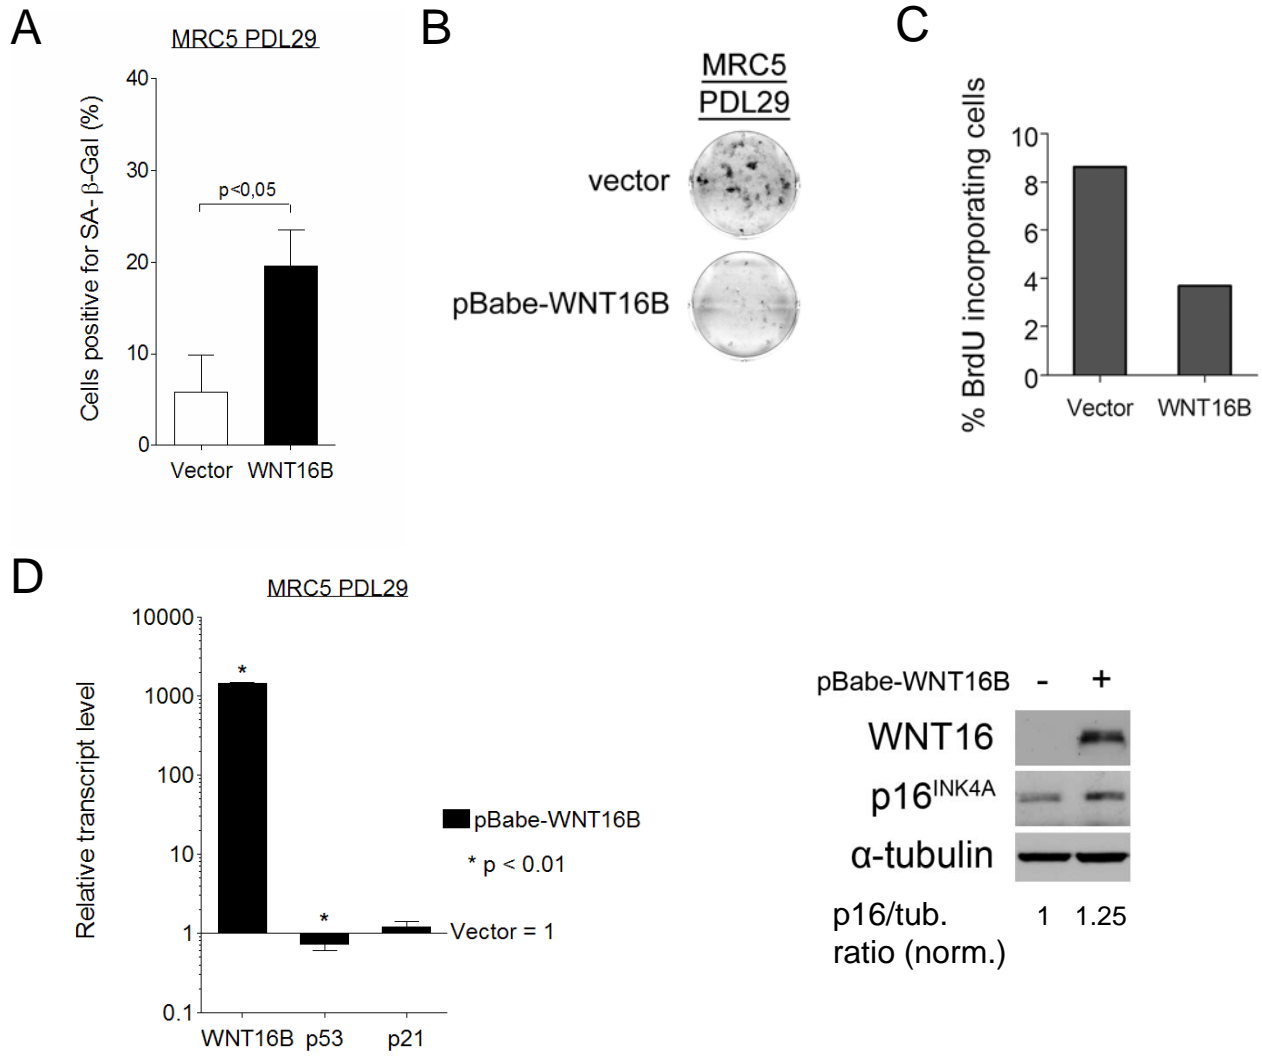 A
MRC5 PDL29
Cells positive for SA- β-Gal (%)
40
30
20
10
0
p<0,05
Vector
WNT16B
B
MRC5
PDL29
vector
pBabe-WNT16B
C
% BrdU incorporating cells
10
8
6
4
2
0
Vector
WNT16B
D
MRC5 PDL29
Relative transcript level
10000
1000
100
10
1
0.1
*
*
WNT16B
p53
p21
pBabe-WNT16B
* p < 0.01
Vector = 1
pBabe-WNT16B - +
WNT16
p16INK4A
α-tubulin
p16/tub. 1 1.25
ratio (norm.)